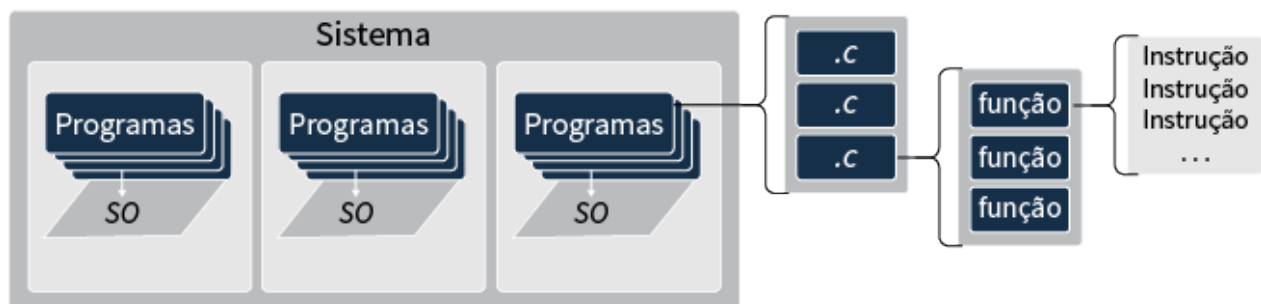 Sistema
Programas
SO
Programas
SO
Programas
SO
.c
.c
.c
função
função
função
Instrução
Instrução
Instrução
...